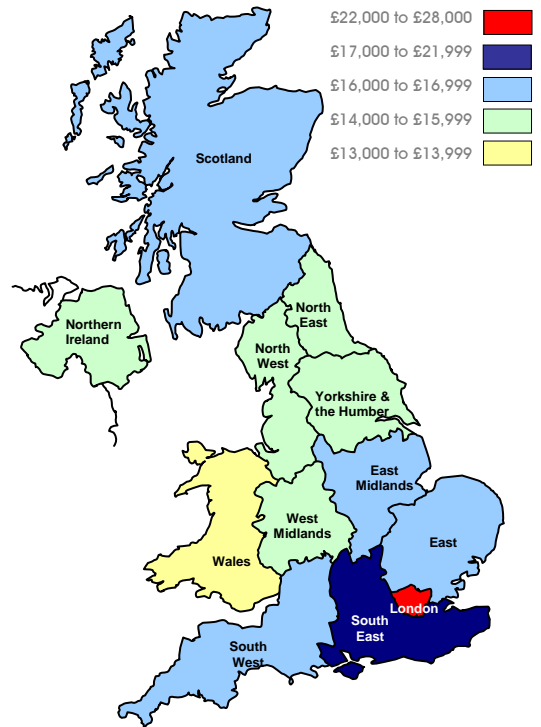 £22,000 to £28,000
£17,000 to £21,999
£16,000 to £16,999
£14,000 to £15,999
£13,000 to £13,999
Scotland
North
East
Northern
Ireland
North
West
Yorkshire &
the Humber
East
Midlands
West
Midlands
East
Wales
London
South
East
South
West